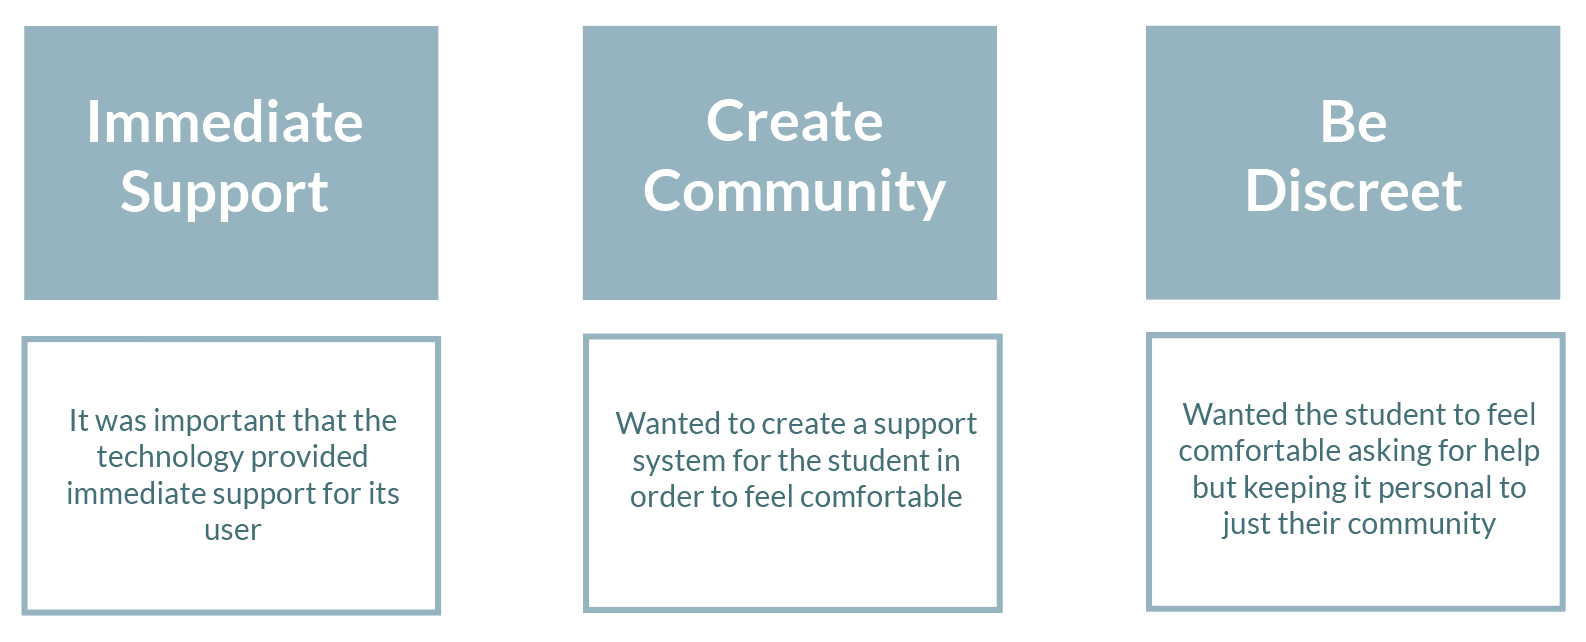 Immediate
Support
Create
Community
Be
Discreet
It was important that the
technology provided
immediate support for its
user
Wanted to create a support
system for the student in
order to feel comfortable
Wanted the student to feel
comfortable asking for help
but keeping it personal to
just their community